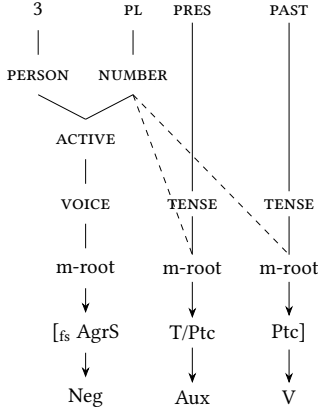 3 PL PRES PAST
PERSON NUMBER
ACTIVE
VOICE TENSE TENSE
m-root m-root m-root
[fs AgrS T/Ptc Ptc]
Neg Aux V